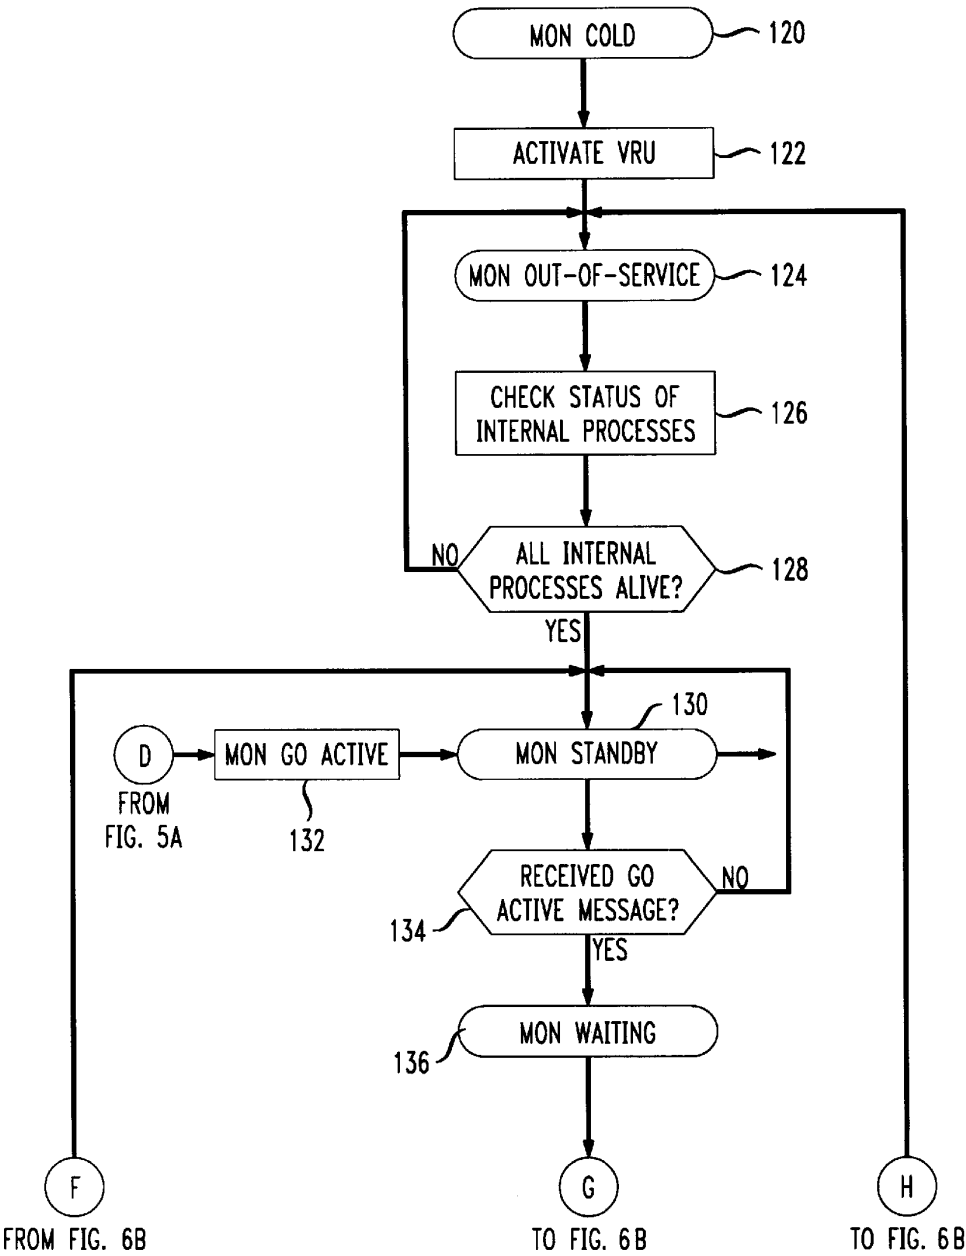 MON COLD
120
ACTIVATE VRU
122
MON OUT-OF-SERVICE
124
CHECK STATUS OF
INTERNAL PROCESSES
126
ALL INTERNAL
PROCESSES ALIVE?
128
NO
YES
130
D
MON GO ACTIVE
MON STANDBY
FROM
FIG. 5A
132
RECEIVED GO
ACTIVE MESSAGE?
NO
134
YES
MON WAITING
136
F
G
H
FROM FIG. 6B
TO FIG. 6B
TO FIG. 6B